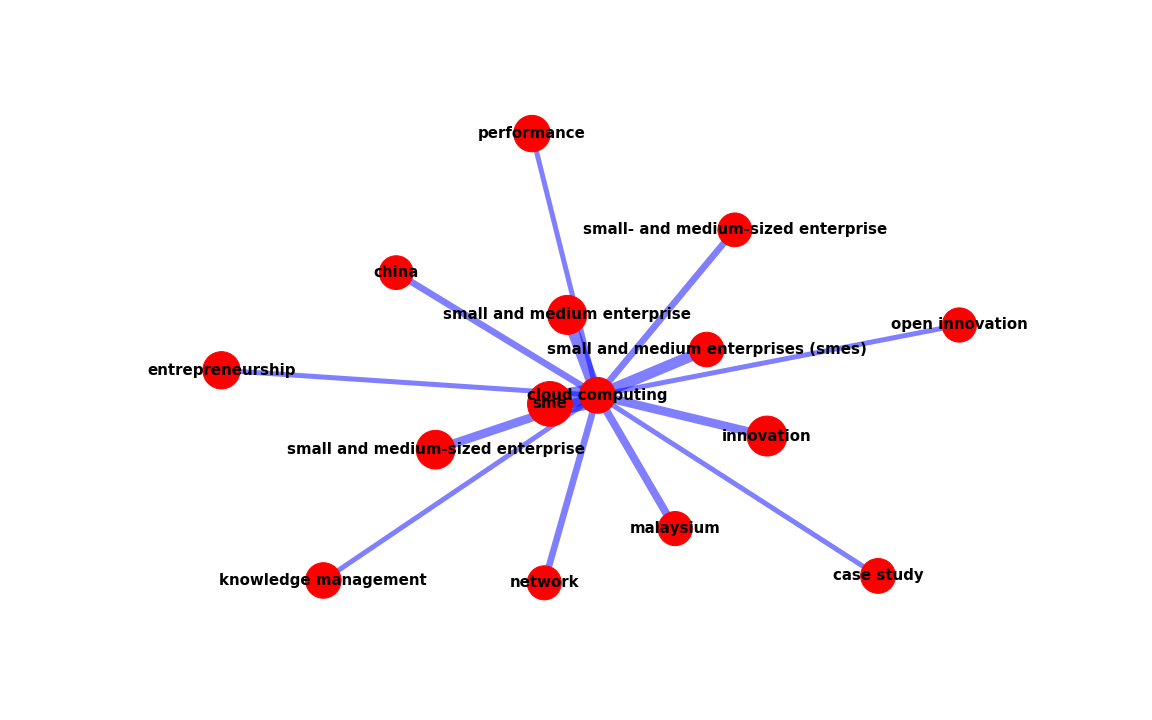 performance
small- and medium-sized enterprise
china
small and medium enterprise
open innovation
small and medium enterprises (smes)
entrepreneurship
cloud computing
sme
innovation
small and medium-sized enterprise
malaysium
case study
knowledge management
network